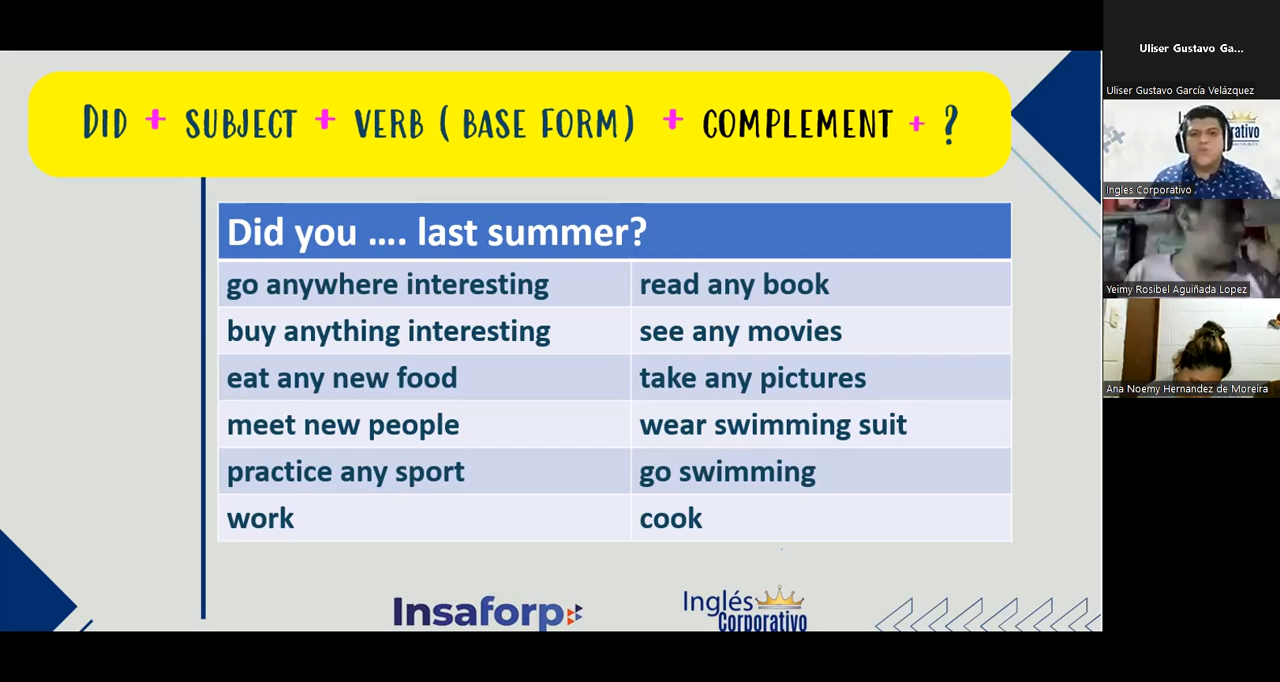 DID + SUBJECT + VERB ( BASE FORM) + COMPLEMENT + ?
Did you .... last summer?
go anywhere interesting
read any book
buy anything interesting
see any movies
eat any new food
take any pictures
meet new people
wear swimming suit
practice any sport
go swimming
work
cook
Insaforp
Inglés
Corporativo
Uliser Gustavo Ga...
Uliser Gustavo García Velázquez
Ingles Corporativo
Yeimy Rosibel Aguiñada Lopez
Ana Noemy Hernandez de Moreira